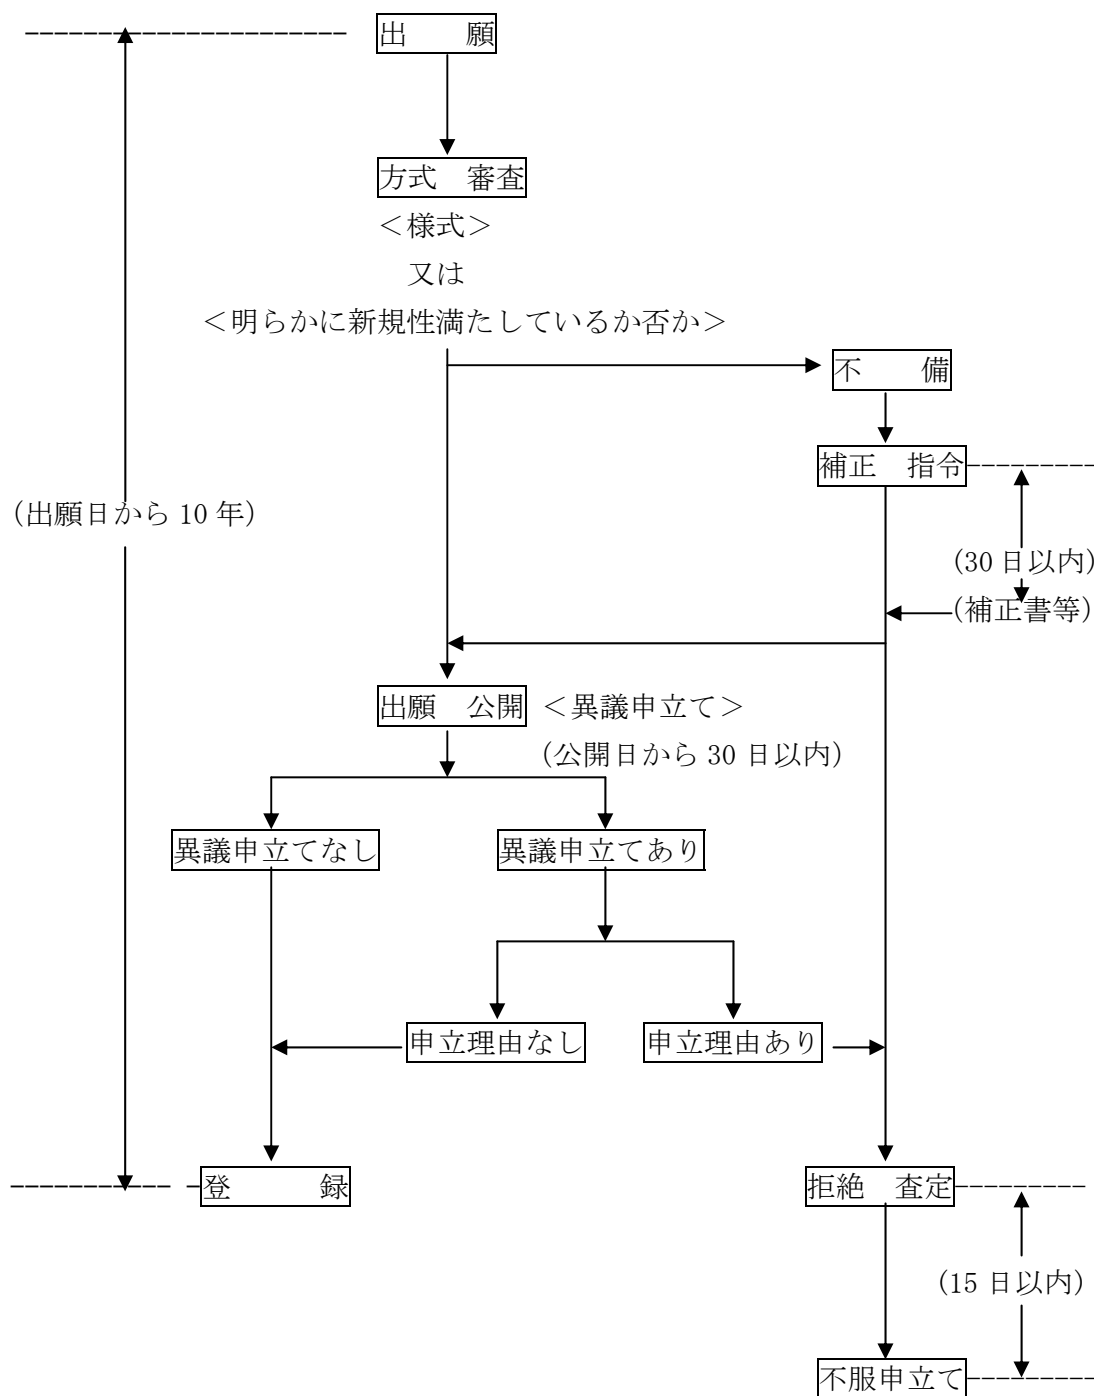 出　　願
方式　審査
＜様式＞
又は
＜明らかに新規性満たしているか否か＞
不　　備
補正　指令
(出願日から 10 年)
(30 日以内)
(補正書等)
出願　公開 ＜異議申立て＞
(公開日から 30 日以内)
異議申立てなし 異議申立てあり
申立理由なし 申立理由あり
登　　　録 拒絶　査定
(15 日以内)
不服申立て